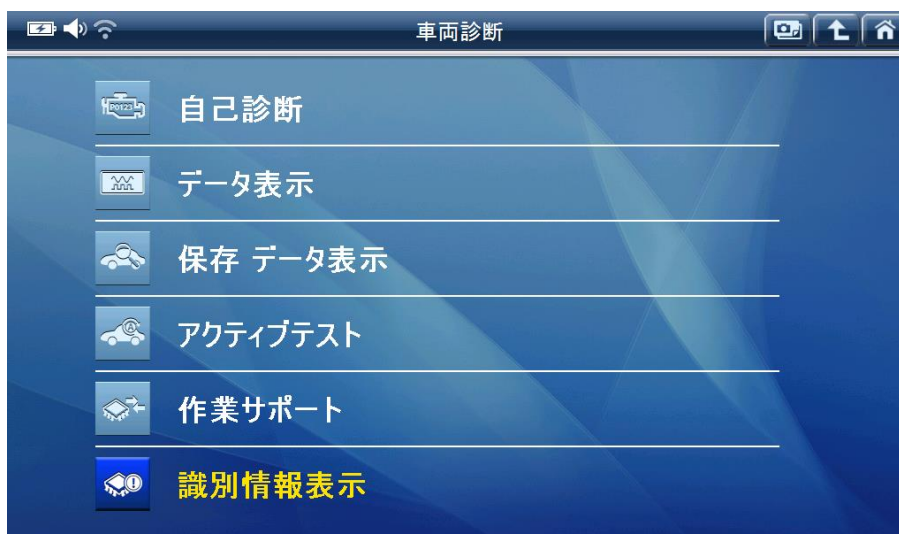 車両診断
P0123
自己診断
データ表示
保存 データ表示
アクティブテスト
作業サポート
識別情報表示